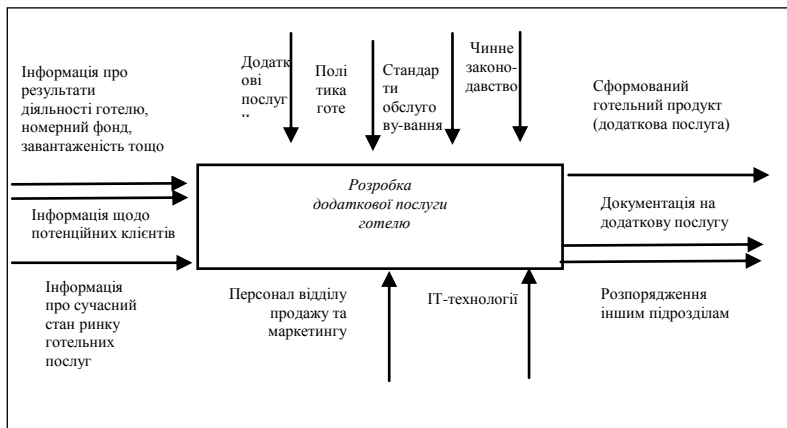 Інформація про
результати
діяльності готелю,
номерний фонд,
завантаженість тощо
Інформація щодо
потенційних клієнтів
Інформація
про сучасний
стан ринку
готельних
послуг
Додатк
ові
послуг
и
Полі
тика
готе
Стандар
ти
обслуго
ву-вання
Чинне
законо-
давство
Розробка
додаткової послуги
готелю
Персонал відділу
продажу та
маркетингу
ІТ-технології
Сформований
готельний продукт
(додаткова послуга)
Документація на
додаткову послугу
Розпорядження
іншим підрозділам